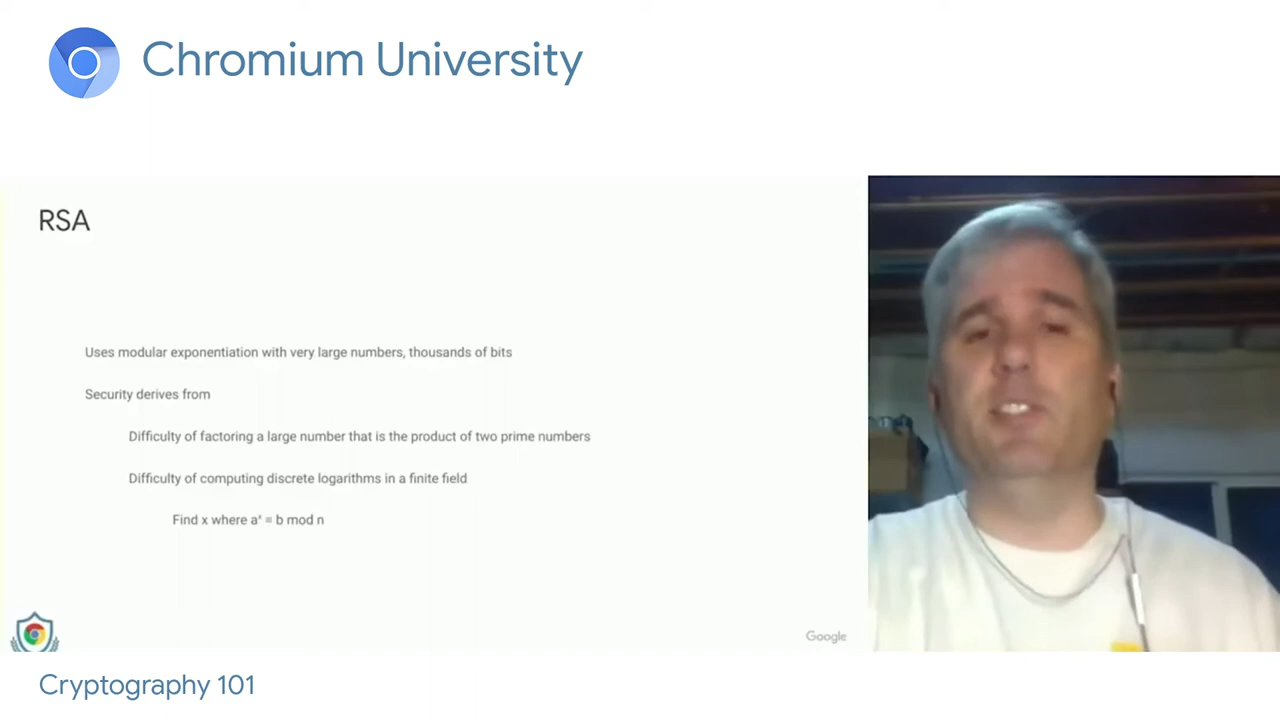 Chromium University
RSA
Uses modular exponentiation with very large numbers, thousands of bits
Security derives from
Difficulty of factoring a large number that is the product of two prime numbers
Difficulty of computing discrete logarithms in a finite field
Find x where aˣ = b mod n
Google
Cryptography 101